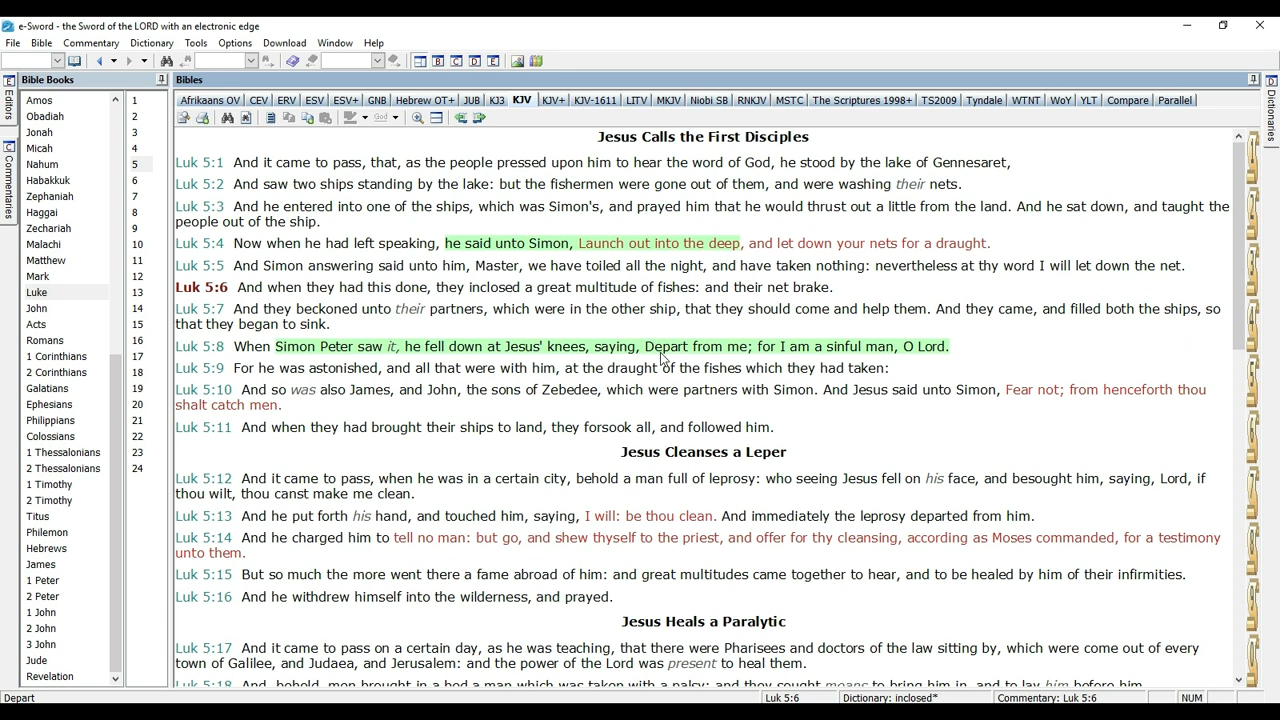 e-Sword - the Sword of the LORD with an electronic edge
File Bible Commentary Dictionary Tools Options Download Window Help
B C D E
Bible Books
Bibles
Editors
Commentaries
Dictionaries
Afrikaans OV CEV ERV ESV ESV+ GNB Hebrew OT+ JUB KJ3 KJV KJV+ KJV-1611 LITV MKJV Niobi SB RNKJV MSTC The Scriptures 1998+ TS2009 Tyndale WTNT WoY YLT Compare Parallel
God
Amos
Obadiah
Jonah
Micah
Nahum
Habakkuk
Zephaniah
Haggai
Zechariah
Malachi
Matthew
Mark
Luke
John
Acts
Romans
1 Corinthians
2 Corinthians
Galatians
Ephesians
Philippians
Colossians
1 Thessalonians
2 Thessalonians
1 Timothy
2 Timothy
Titus
Philemon
Hebrews
James
1 Peter
2 Peter
1 John
2 John
3 John
Jude
Revelation
1
2
3
4
5
6
7
8
9
10
11
12
13
14
15
16
17
18
19
20
21
22
23
24
Jesus Calls the First Disciples
Luk 5:1 And it came to pass, that, as the people pressed upon him to hear the word of God, he stood by the lake of Gennesaret,
Luk 5:2 And saw two ships standing by the lake: but the fishermen were gone out of them, and were washing their nets.
Luk 5:3 And he entered into one of the ships, which was Simon's, and prayed him that he would thrust out a little from the land. And he sat down, and taught the
people out of the ship.
Luk 5:4 Now when he had left speaking, he said unto Simon, Launch out into the deep, and let down your nets for a draught.
Luk 5:5 And Simon answering said unto him, Master, we have toiled all the night, and have taken nothing: nevertheless at thy word I will let down the net.
Luk 5:6 And when they had this done, they inclosed a great multitude of fishes: and their net brake.
Luk 5:7 And they beckoned unto their partners, which were in the other ship, that they should come and help them. And they came, and filled both the ships, so
that they began to sink.
Luk 5:8 When Simon Peter saw it, he fell down at Jesus' knees, saying, Depart from me; for I am a sinful man, O Lord.
Luk 5:9 For he was astonished, and all that were with him, at the draught of the fishes which they had taken:
Luk 5:10 And so was also James, and John, the sons of Zebedee, which were partners with Simon. And Jesus said unto Simon, Fear not; from henceforth thou
shalt catch men.
Luk 5:11 And when they had brought their ships to land, they forsook all, and followed him.
Jesus Cleanses a Leper
Luk 5:12 And it came to pass, when he was in a certain city, behold a man full of leprosy: who seeing Jesus fell on his face, and besought him, saying, Lord, if
thou wilt, thou canst make me clean.
Luk 5:13 And he put forth his hand, and touched him, saying, I will: be thou clean. And immediately the leprosy departed from him.
Luk 5:14 And he charged him to tell no man: but go, and shew thyself to the priest, and offer for thy cleansing, according as Moses commanded, for a testimony
unto them.
Luk 5:15 But so much the more went there a fame abroad of him: and great multitudes came together to hear, and to be healed by him of their infirmities.
Luk 5:16 And he withdrew himself into the wilderness, and prayed.
Jesus Heals a Paralytic
Luk 5:17 And it came to pass on a certain day, as he was teaching, that there were Pharisees and doctors of the law sitting by, which were come out of every
town of Galilee, and Judaea, and Jerusalem: and the power of the Lord was present to heal them.
Luk 5:18 And, behold, men brought in a bed a man which was taken with a palsy: and they sought means to bring him in, and to lay him before him.
Depart
Luk 5:6
Dictionary: inclosed*
Commentary: Luk 5:6
NUM